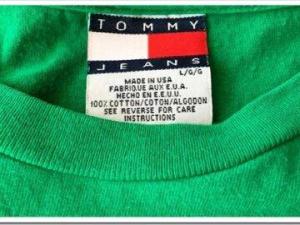 TOMMY
JEANS
L/G/G
MADE IN USA
FABRIQUE AUX E.U.A.
HECHO EN E.E.U.U.
100% COTTON/COTON/ALGODON
SEE REVERSE FOR CARE
INSTRUCTIONS